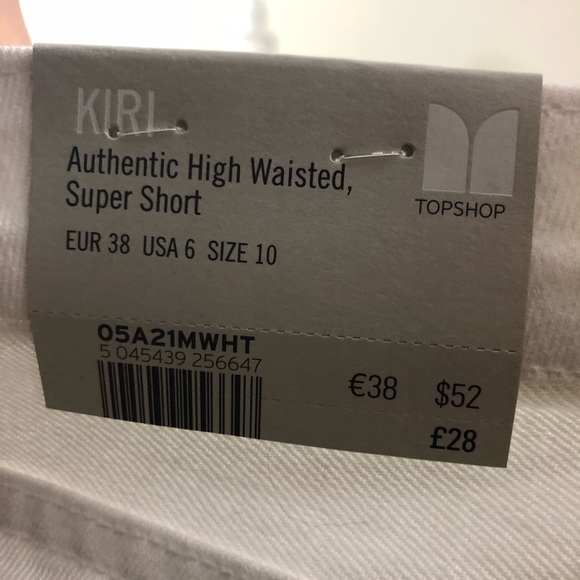 KIRI
Authentic High Waisted,
Super Short
EUR 38 USA 6 SIZE 10
TOPSHOP
05A21MWHT
5 045439 256647
€38 $52
£28